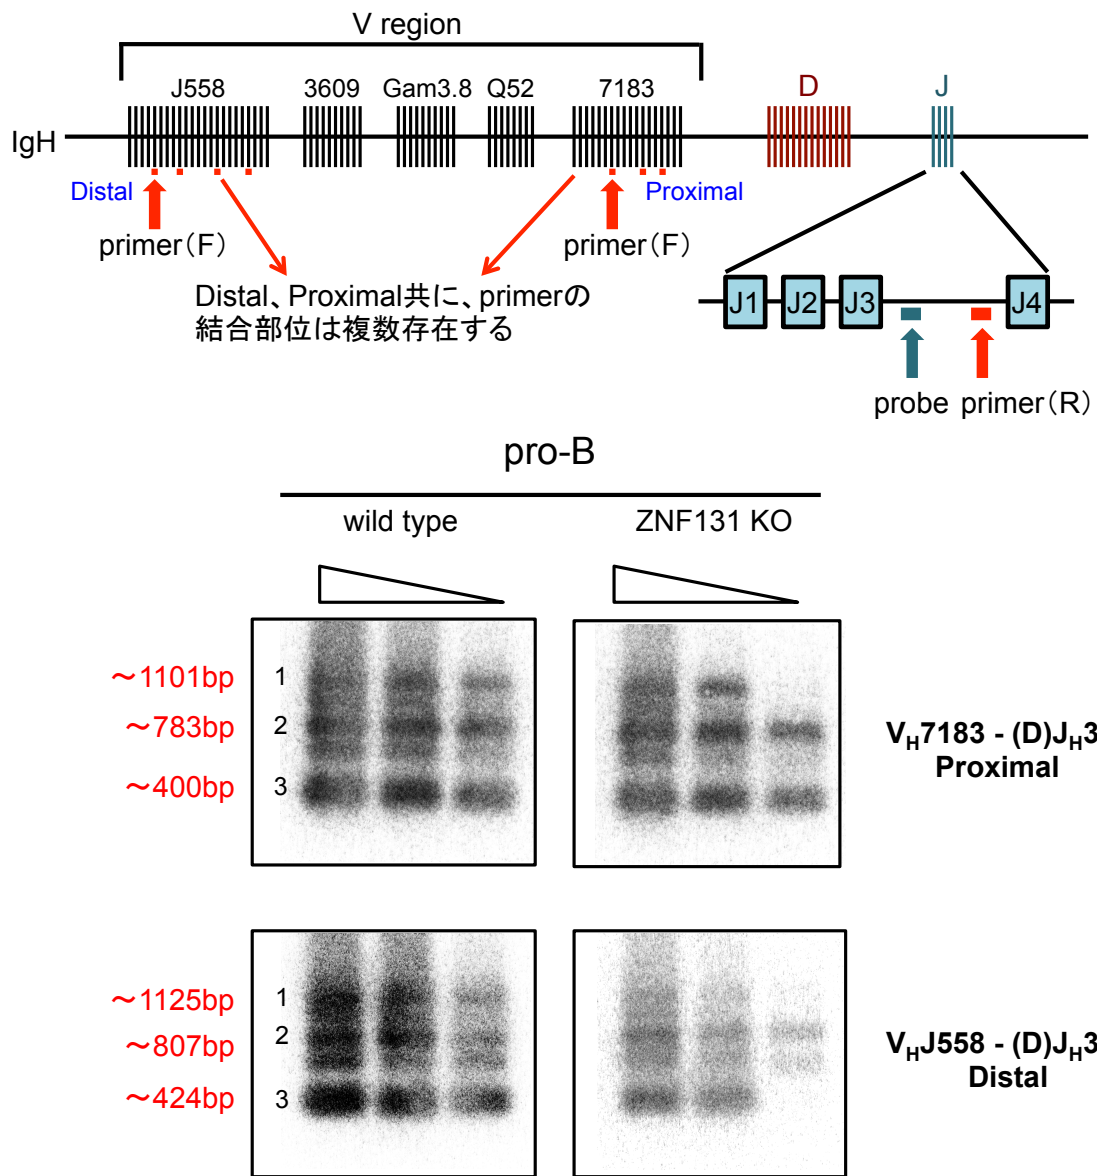 V region
J558 3609 Gam3.8 Q52 7183 D J
IgH
Distal Proximal
primer(F) primer(F)
Distal、Proximal共に、primerの
結合部位は複数存在する
J1 J2 J3 J4
probe primer(R)
pro-B
wild type ZNF131 KO
～1101bp 1
～783bp 2
～400bp 3
VH7183 - (D)JH3
Proximal
～1125bp 1
～807bp 2
～424bp 3
VHJ558 - (D)JH3
Distal